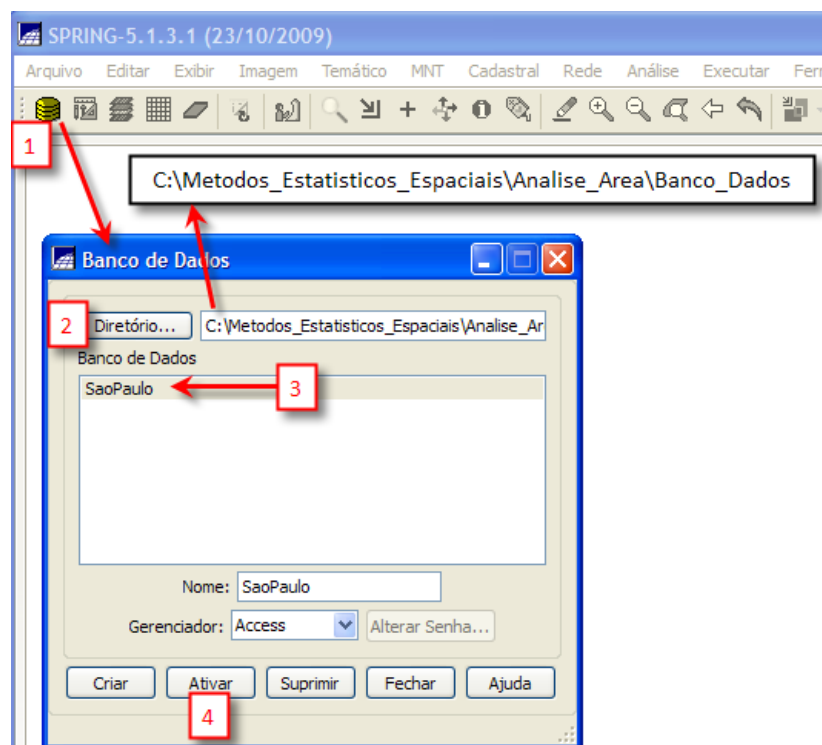 SPRING-5.1.3.1 (23/10/2009)
Arquivo Editar Exibir Imagem Temático MNT Cadastral Rede Análise Executar Ferr
1
C:\Metodos_Estatisticos_Espaciais\Analise_Area\Banco_Dados
Banco de Dados
2
Diretório... C:\Metodos_Estatisticos_Espaciais\Analise_Ar
Banco de Dados
SaoPaulo
3
Nome: SaoPaulo
Gerenciador: Access Alterar Senha...
Criar Ativar Suprimir Fechar Ajuda
4